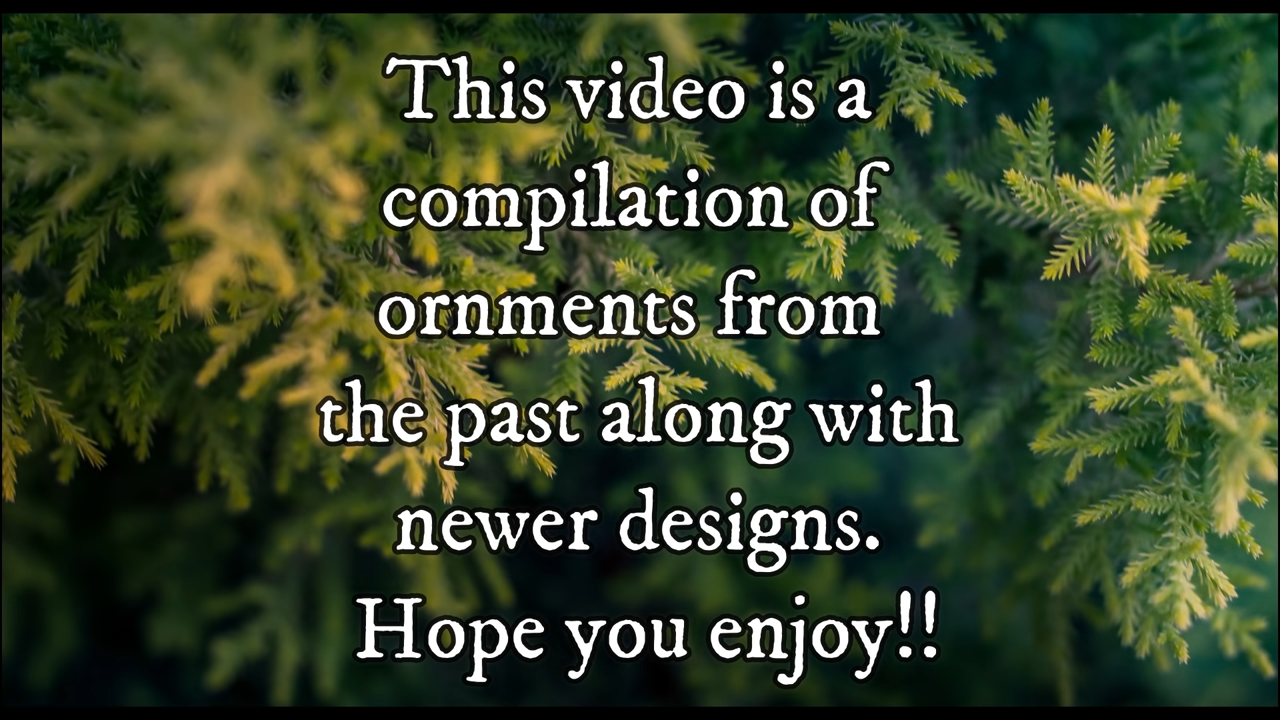 This video is a
compilation of
ornments from
the past along with
newer designs.
Hope you enjoy!!